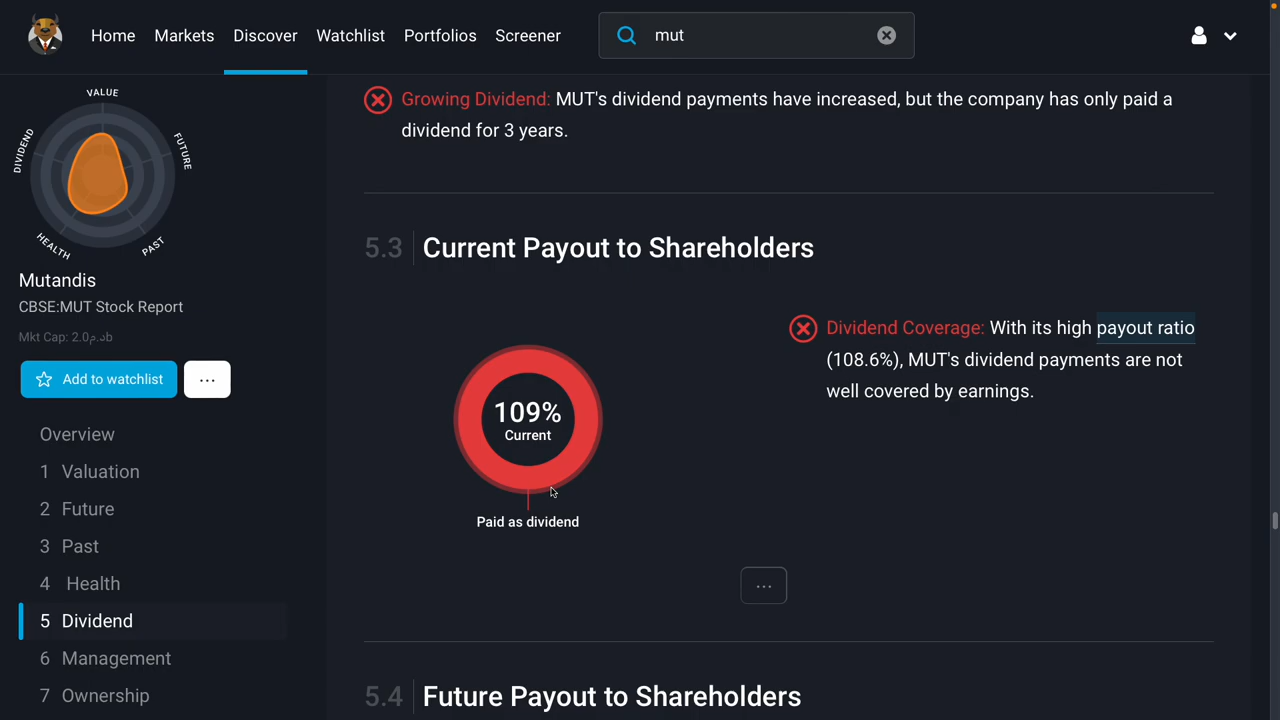 Home Markets Discover Watchlist Portfolios Screener
mut
VALUE
FUTURE
PAST
HEALTH
DIVIDEND
Mutandis
CBSE:MUT Stock Report
Mkt Cap: د.م.2.0b
Add to watchlist
...
Overview
1 Valuation
2 Future
3 Past
4 Health
5 Dividend
6 Management
7 Ownership
Growing Dividend: MUT's dividend payments have increased, but the company has only paid a
dividend for 3 years.
5.3 Current Payout to Shareholders
109%
Current
Paid as dividend
Dividend Coverage: With its high payout ratio
(108.6%), MUT's dividend payments are not
well covered by earnings.
...
5.4 Future Payout to Shareholders